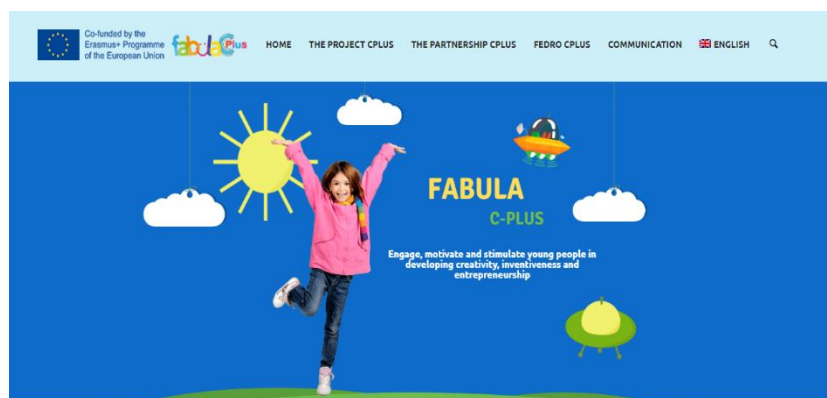 Co-funded by the
Erasmus+ Programme
of the European Union
fabulaCPlus
HOME
THE PROJECT CPLUS
THE PARTNERSHIP CPLUS
FEDRO CPLUS
COMMUNICATION
ENGLISH
FABULA
C-PLUS
Engage, motivate and stimulate young people in
developing creativity, inventiveness and
entrepreneurship